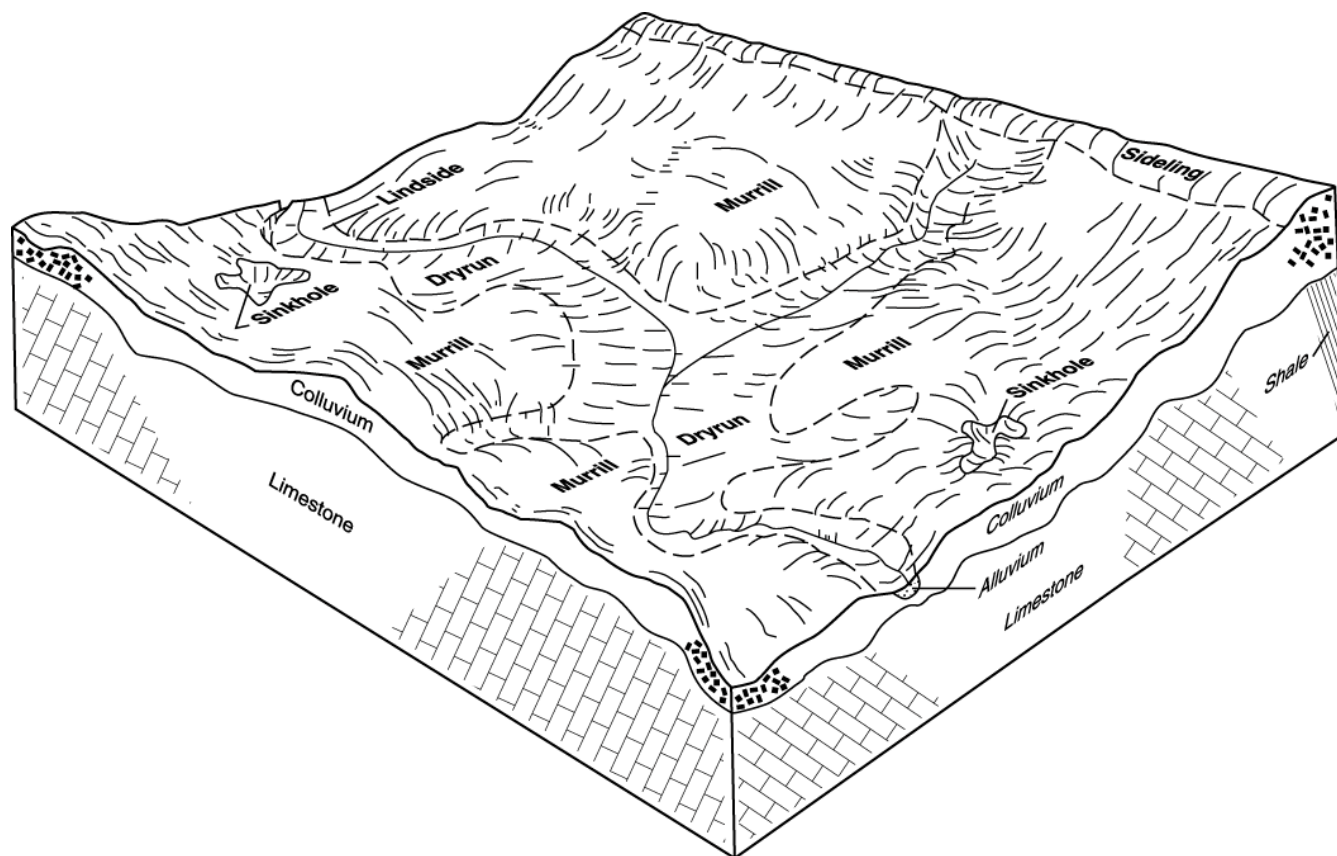 Sideling
Lindside
Murrill
Dryrun
Sinkhole
Murrill
Murrill
Sinkhole
Shale
Colluvium
Dryrun
Murrill
Limestone
Colluvium
Alluvium
Limestone